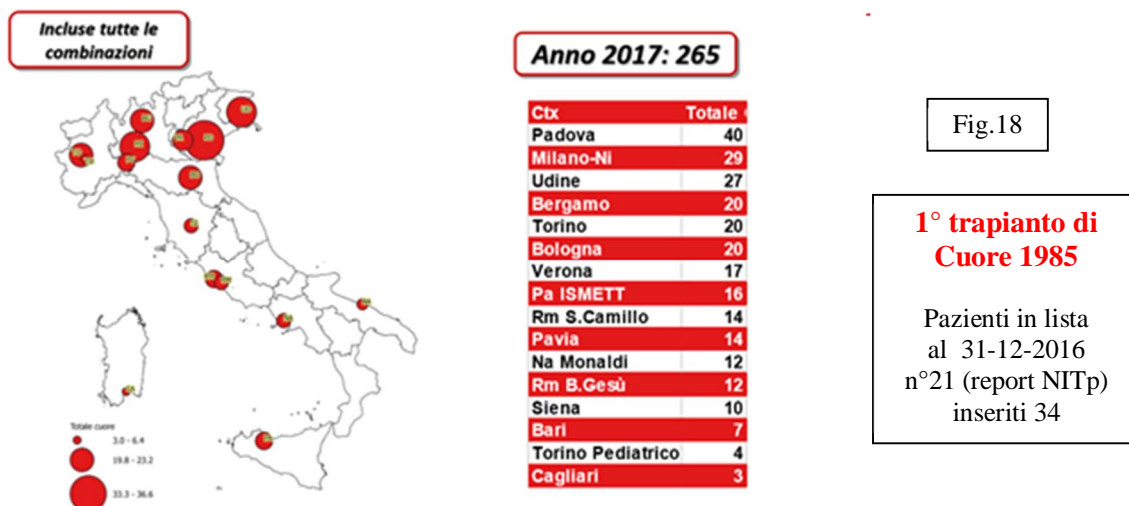 Incluse tutte le
combinazioni
Totale cuore
3.0 - 6.4
19.8 - 23.2
33.3 - 36.6
Anno 2017: 265
Ctx Totale
Padova 40
Milano-Ni 29
Udine 27
Bergamo 20
Torino 20
Bologna 20
Verona 17
Pa ISMETT 16
Rm S.Camillo 14
Pavia 14
Na Monaldi 12
Rm B.Gesù 12
Siena 10
Bari 7
Torino Pediatrico 4
Cagliari 3
Fig.18
1° trapianto di
Cuore 1985
Pazienti in lista
al 31-12-2016
n°21 (report NITp)
inseriti 34